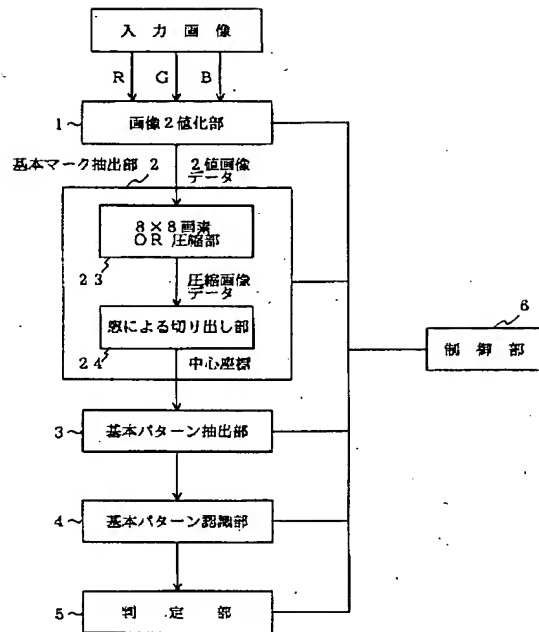 入力画像
R G B
1 画像2値化部
基本マーク抽出部 2
2値画像
データ
8×8画素
OR 圧縮部
23
圧縮画像
データ
窓による切り出し部
24
中心座標
6
制御部
3 基本パターン抽出部
4 基本パターン認識部
5 判定部